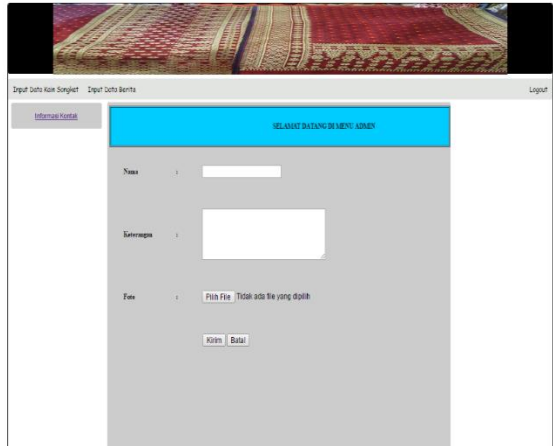 Input Data Kain Songket Input Data Berita Logout
Informasi Kontak
SELAMAT DATANG DI MENU ADMIN
Nama :
Keterangan :
Foto : Pilih File Tidak ada file yang dipilih
Kirim Batal